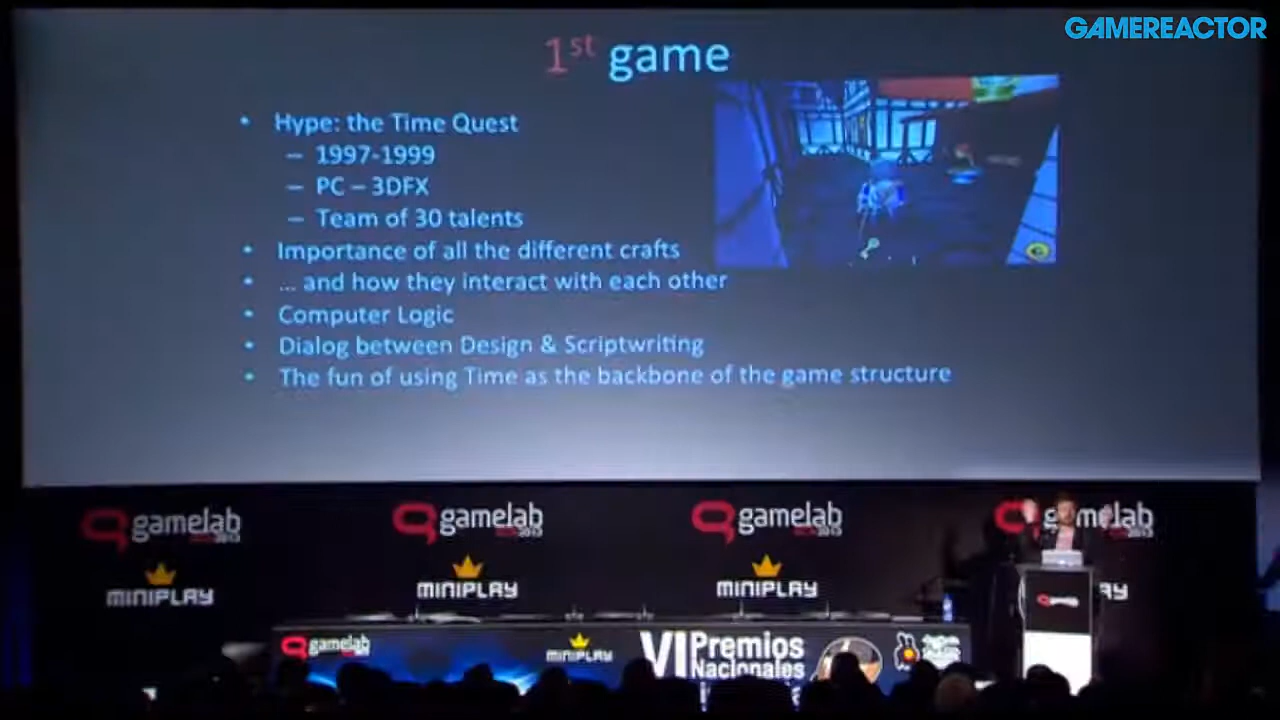 GAMEREACTOR
1st game
• Hype: the Time Quest
– 1997-1999
– PC – 3DFX
– Team of 30 talents
• Importance of all the different crafts
• ... and how they interact with each other
• Computer Logic
• Dialog between Design & Scriptwriting
• The fun of using Time as the backbone of the game structure
gamelab gamelab gamelab gamelab
MINIPLAY MINIPLAY MINIPLAY
gamelab MINIPLAY VI Premios
Nacionales